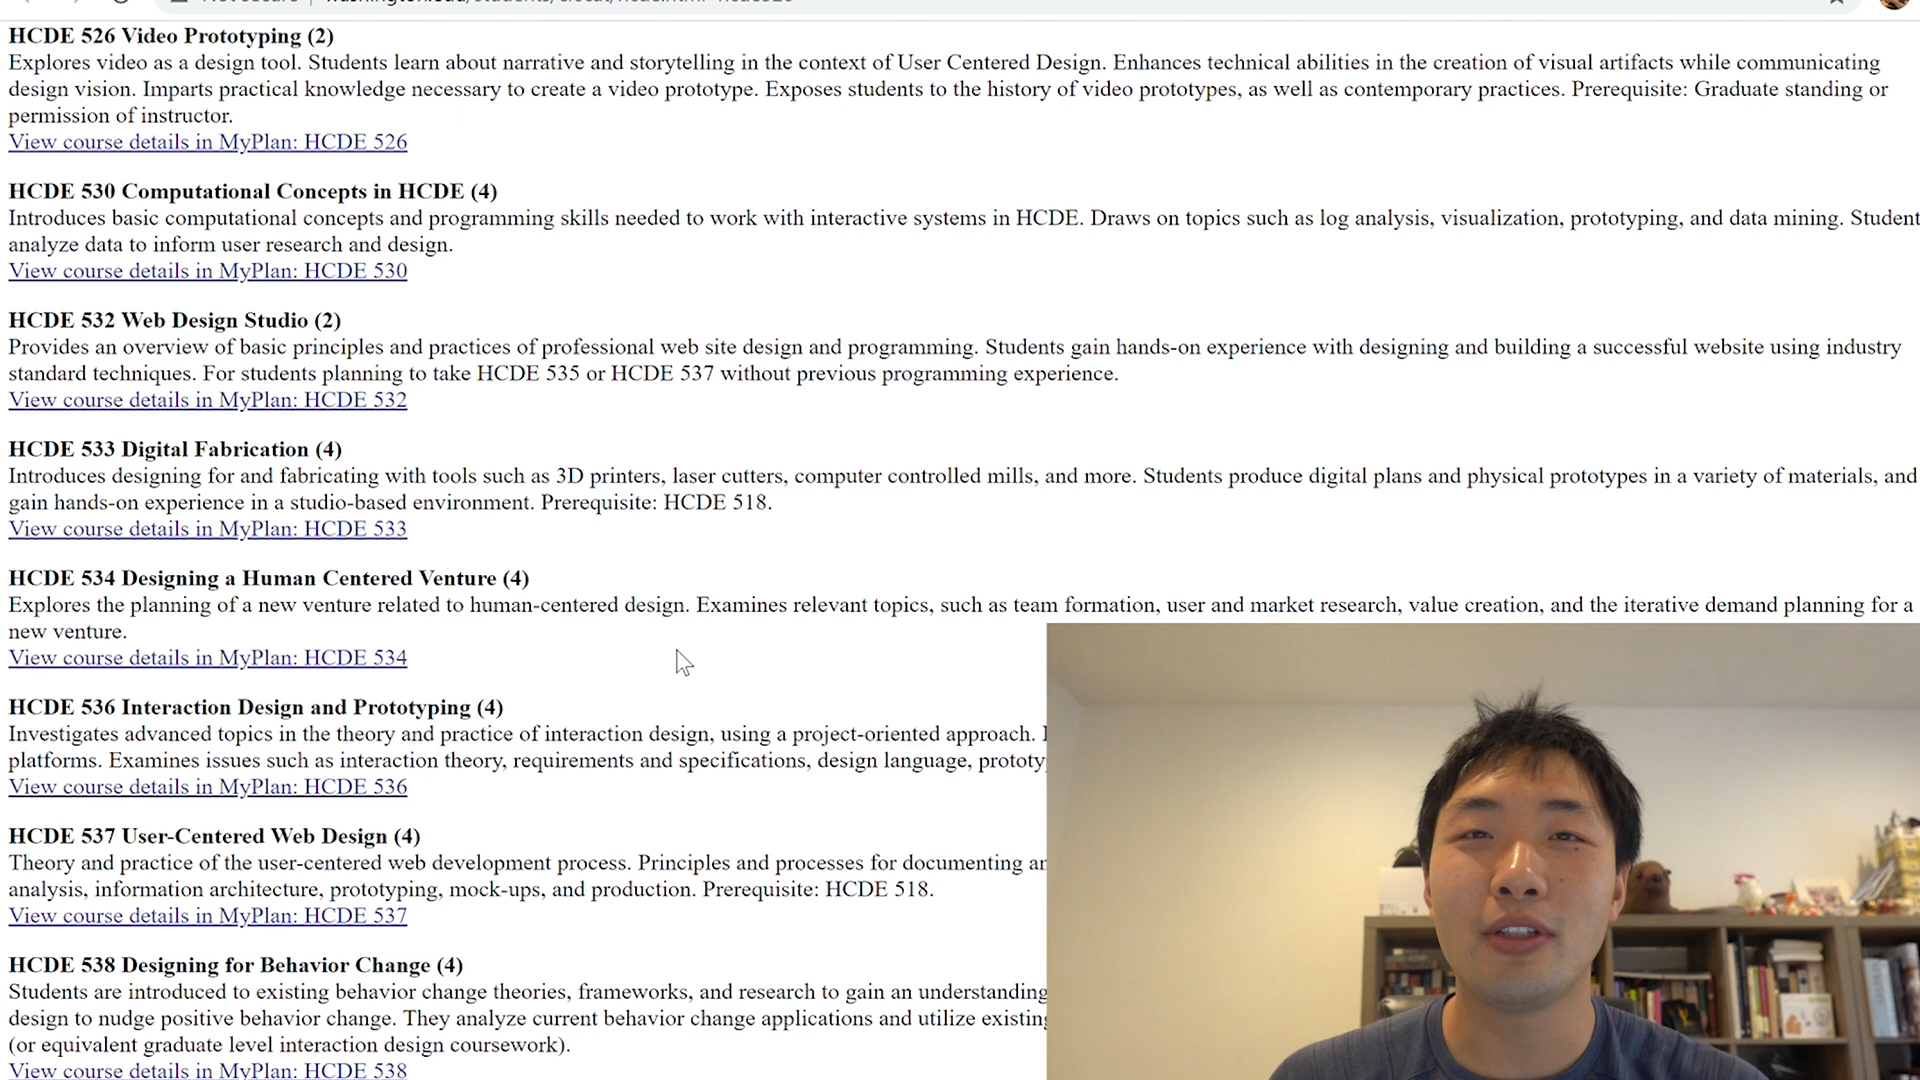 HCDE 526 Video Prototyping (2)
Explores video as a design tool. Students learn about narrative and storytelling in the context of User Centered Design. Enhances technical abilities in the creation of visual artifacts while communicating
design vision. Imparts practical knowledge necessary to create a video prototype. Exposes students to the history of video prototypes, as well as contemporary practices. Prerequisite: Graduate standing or
permission of instructor.
View course details in MyPlan: HCDE 526
HCDE 530 Computational Concepts in HCDE (4)
Introduces basic computational concepts and programming skills needed to work with interactive systems in HCDE. Draws on topics such as log analysis, visualization, prototyping, and data mining. Student
analyze data to inform user research and design.
View course details in MyPlan: HCDE 530
HCDE 532 Web Design Studio (2)
Provides an overview of basic principles and practices of professional web site design and programming. Students gain hands-on experience with designing and building a successful website using industry
standard techniques. For students planning to take HCDE 535 or HCDE 537 without previous programming experience.
View course details in MyPlan: HCDE 532
HCDE 533 Digital Fabrication (4)
Introduces designing for and fabricating with tools such as 3D printers, laser cutters, computer controlled mills, and more. Students produce digital plans and physical prototypes in a variety of materials, and
gain hands-on experience in a studio-based environment. Prerequisite: HCDE 518.
View course details in MyPlan: HCDE 533
HCDE 534 Designing a Human Centered Venture (4)
Explores the planning of a new venture related to human-centered design. Examines relevant topics, such as team formation, user and market research, value creation, and the iterative demand planning for a
new venture.
View course details in MyPlan: HCDE 534
HCDE 536 Interaction Design and Prototyping (4)
Investigates advanced topics in the theory and practice of interaction design, using a project-oriented approach.
platforms. Examines issues such as interaction theory, requirements and specifications, design language, prototy
View course details in MyPlan: HCDE 536
HCDE 537 User-Centered Web Design (4)
Theory and practice of the user-centered web development process. Principles and processes for documenting an
analysis, information architecture, prototyping, mock-ups, and production. Prerequisite: HCDE 518.
View course details in MyPlan: HCDE 537
HCDE 538 Designing for Behavior Change (4)
Students are introduced to existing behavior change theories, frameworks, and research to gain an understanding
design to nudge positive behavior change. They analyze current behavior change applications and utilize existing
(or equivalent graduate level interaction design coursework).
View course details in MyPlan: HCDE 538